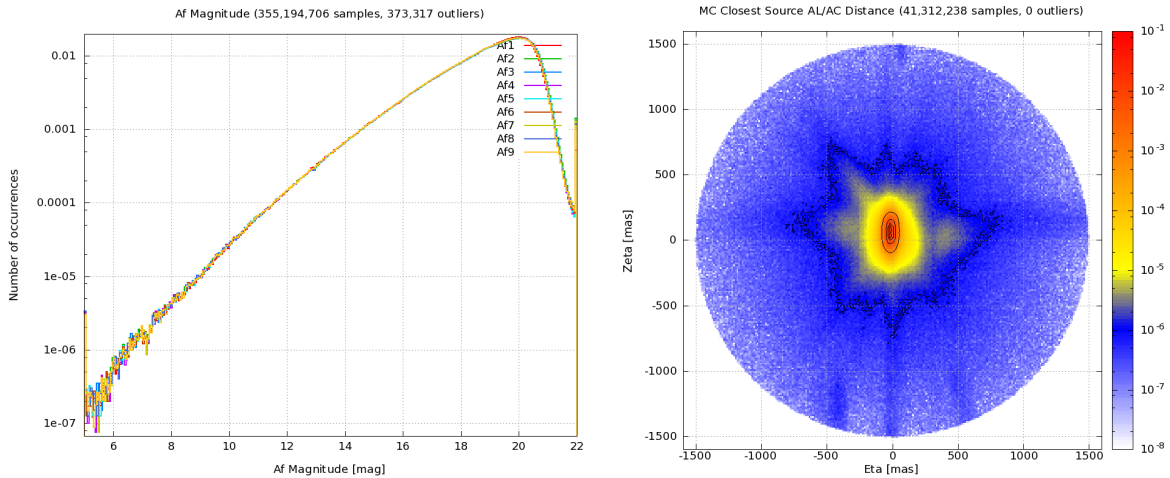 Af Magnitude (355,194,706 samples, 373,317 outliers)
Number of occurrences
0.01
0.001
0.0001
1e-05
1e-06
1e-07
Af1
Af2
Af3
Af4
Af5
Af6
Af7
Af8
Af9
6 8 10 12 14 16 18 20 22
Af Magnitude [mag]
MC Closest Source AL/AC Distance (41,312,238 samples, 0 outliers)
Zeta [mas]
1500
1000
500
0
-500
-1000
-1500
-1500 -1000 -500 0 500 1000 1500
Eta [mas]
10-1
10-2
10-3
10-4
10-5
10-6
10-7
10-8